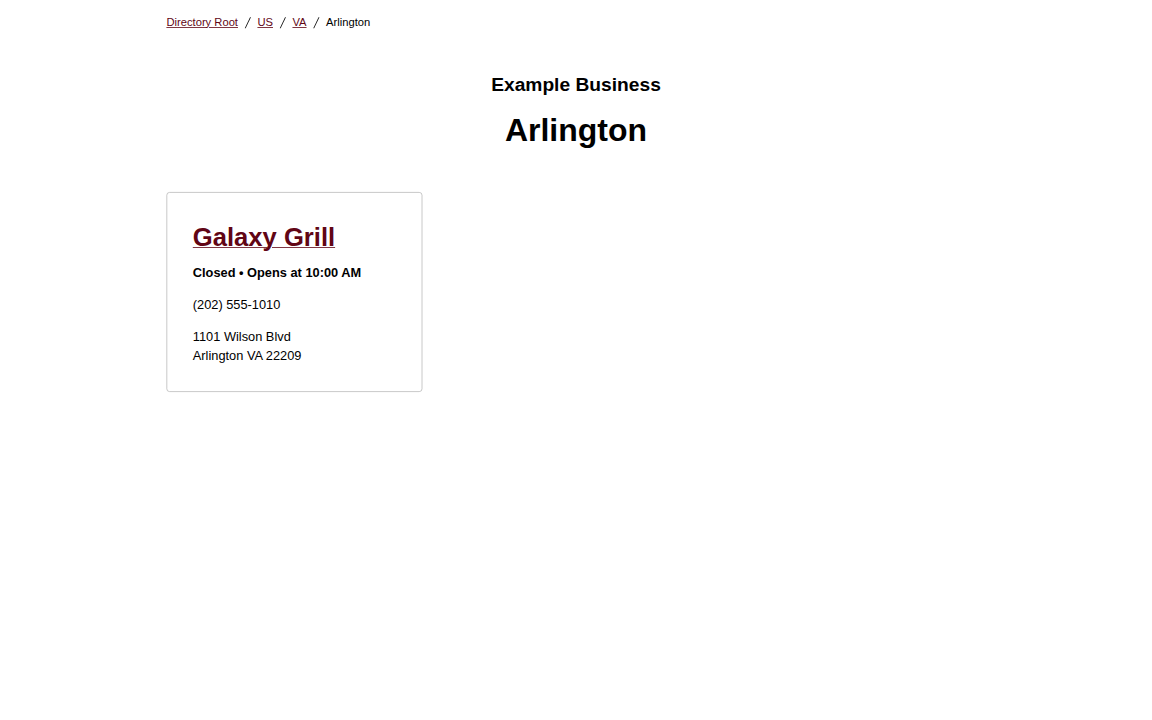 Directory Root / US / VA / Arlington
Example Business
Arlington
Galaxy Grill
Closed • Opens at 10:00 AM
(202) 555-1010
1101 Wilson Blvd
Arlington VA 22209